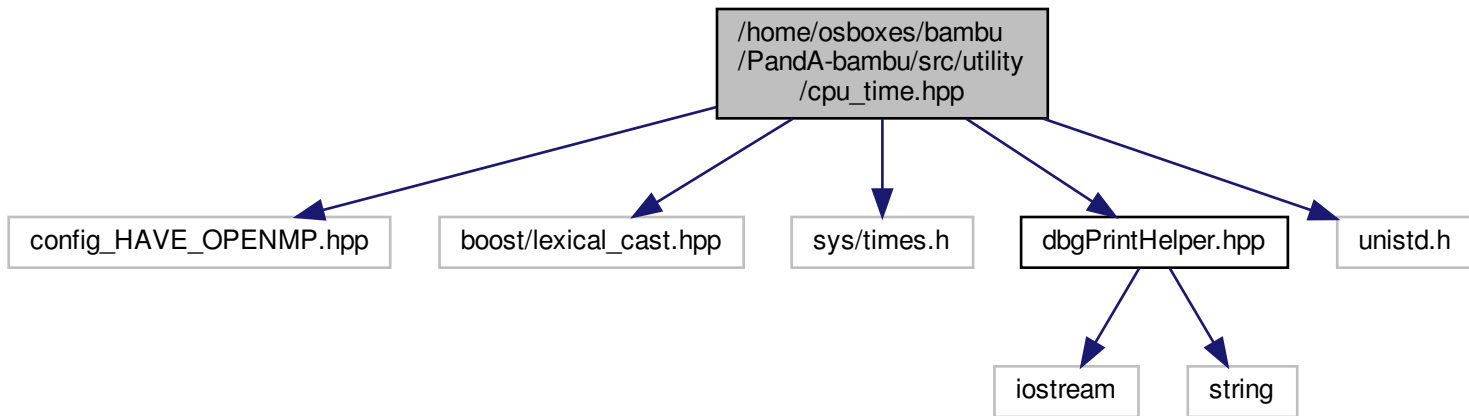 /home/osboxes/bambu
/PandA-bambu/src/utility
/cpu_time.hpp
config_HAVE_OPENMP.hpp
boost/lexical_cast.hpp
sys/times.h
dbgPrintHelper.hpp
unistd.h
iostream
string